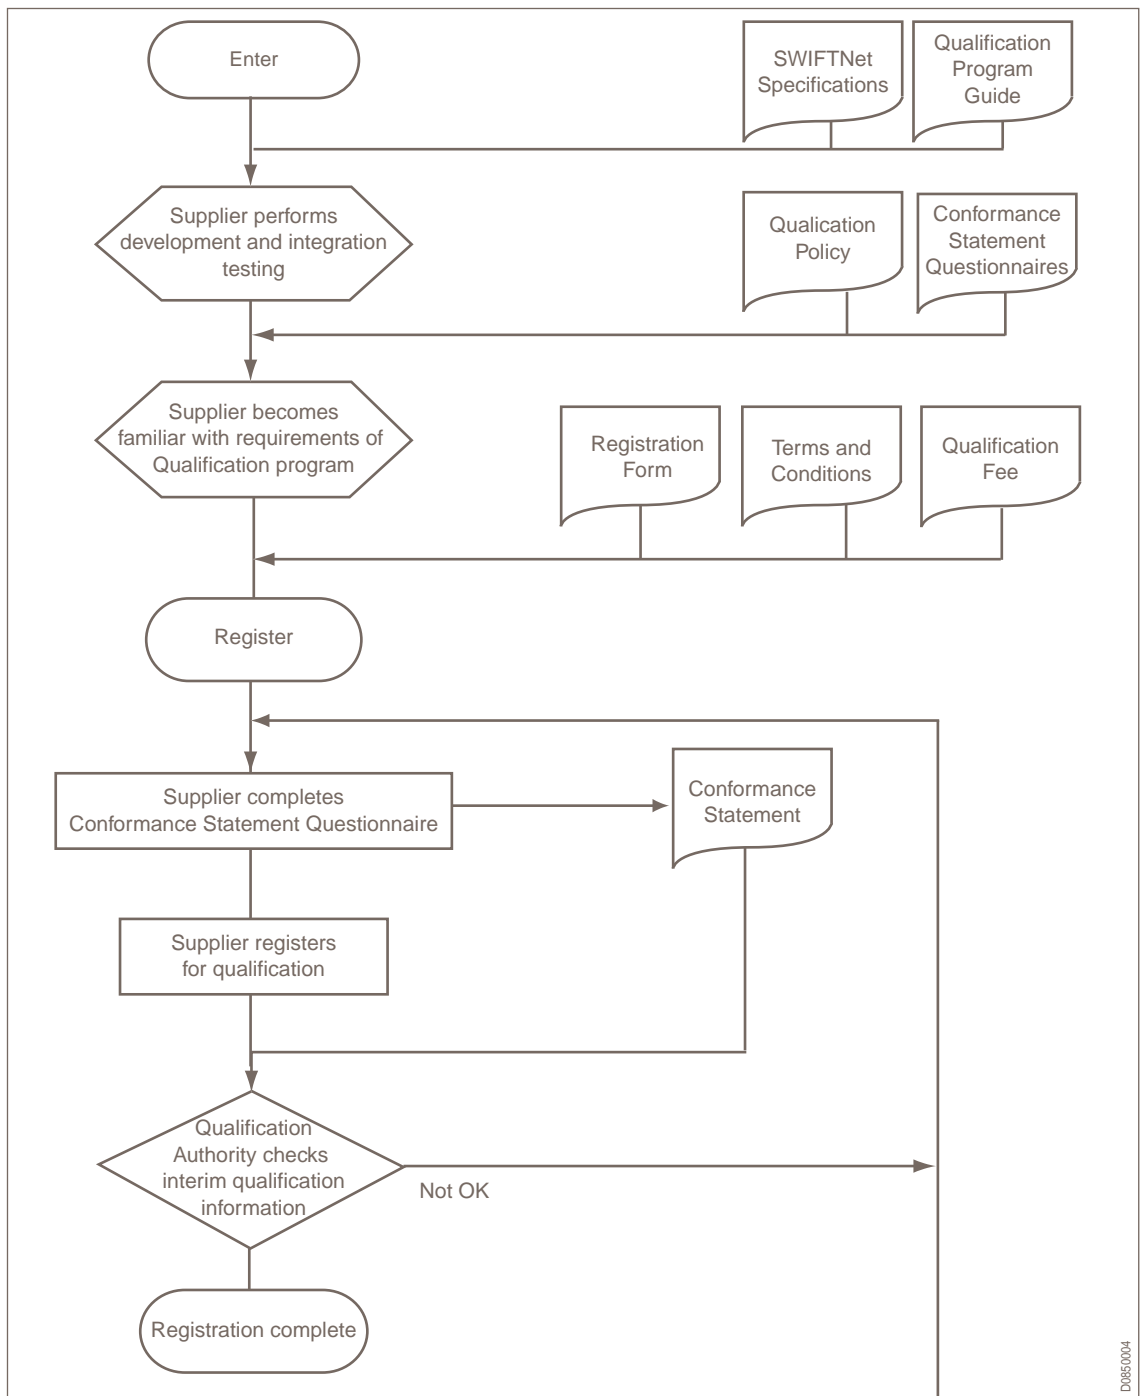 Enter
SWIFTNet
Specifications
Qualification
Program
Guide
Supplier performs
development and integration
testing
Qualication
Policy
Conformance
Statement
Questionnaires
Supplier becomes
familiar with requirements of
Qualification program
Registration
Form
Terms and
Conditions
Qualification
Fee
Register
Supplier completes
Conformance Statement Questionnaire
Conformance
Statement
Supplier registers
for qualification
Qualification
Authority checks
interim qualification
information
Not OK
Registration complete
D0850004